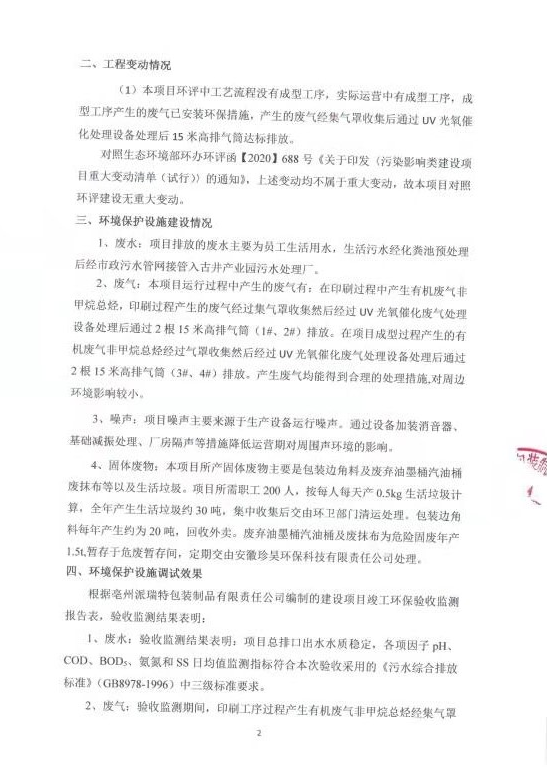 二、工程变动情况
（1）本项目环评中工艺流程没有成型工序，实际运营中有成型工序，成
型工序产生的废气已安装环保措施，产生的废气经集气罩收集后通过 UV 光氧催
化处理设备处理后 15 米高排气筒达标排放。
对照生态环境部环办环评函【2020】688 号《关于印发〈污染影响类建设项
目重大变动清单（试行）〉的通知》，上述变动均不属于重大变动，故本项目对照
环评建设无重大变动。
三、环境保护设施建设情况
1、废水：项目排放的废水主要为员工生活用水，生活污水经化粪池预处理
后经市政污水管网接管入古井产业园污水处理厂。
2、废气：本项目运行过程中产生的废气有：在印刷过程中产生有机废气非
甲烷总烃，印刷过程产生的废气经过集气罩收集然后经过 UV 光氧催化废气处理
设备处理后通过 2 根 15 米高排气筒（1#、2#）排放。在项目成型过程产生的有
机废气非甲烷总烃经过气罩收集然后经过 UV 光氧催化废气处理设备处理后通过
2 根 15 米高排气筒（3#、4#）排放。产生废气均能得到合理的处理措施,对周边
环境影响较小。
3、噪声：项目噪声主要来源于生产设备运行噪声。通过设备加装消音器、
基础减振处理、厂房隔声等措施降低运营期对周围声环境的影响。
4、固体废物：本项目所产固体废物主要是包装边角料及废弃油墨桶汽油桶
废抹布等以及生活垃圾。项目所需职工 200 人，按每人每天产 0.5kg 生活垃圾计
算，全年产生生活垃圾约 30 吨，集中收集后交由环卫部门清运处理。包装边角
料每年产生约为 20 吨，回收外卖。废弃油墨桶汽油桶及废抹布为危险固废年产
1.5t,暂存于危废暂存间，定期交由安徽珍昊环保科技有限责任公司处理。
四、环境保护设施调试效果
根据亳州派瑞特包装制品有限责任公司编制的建设项目竣工环保验收监测
报告表，验收监测结果表明：
1、废水：验收监测结果表明：项目总排口出水水质稳定，各项因子 pH、
COD、BOD₅、氨氮和 SS 日均值监测指标符合本次验收采用的《污水综合排放
标准》（GB8978-1996）中三级标准要求。
2、废气：验收监测期间，印刷工序过程产生有机废气非甲烷总烃经集气罩
2